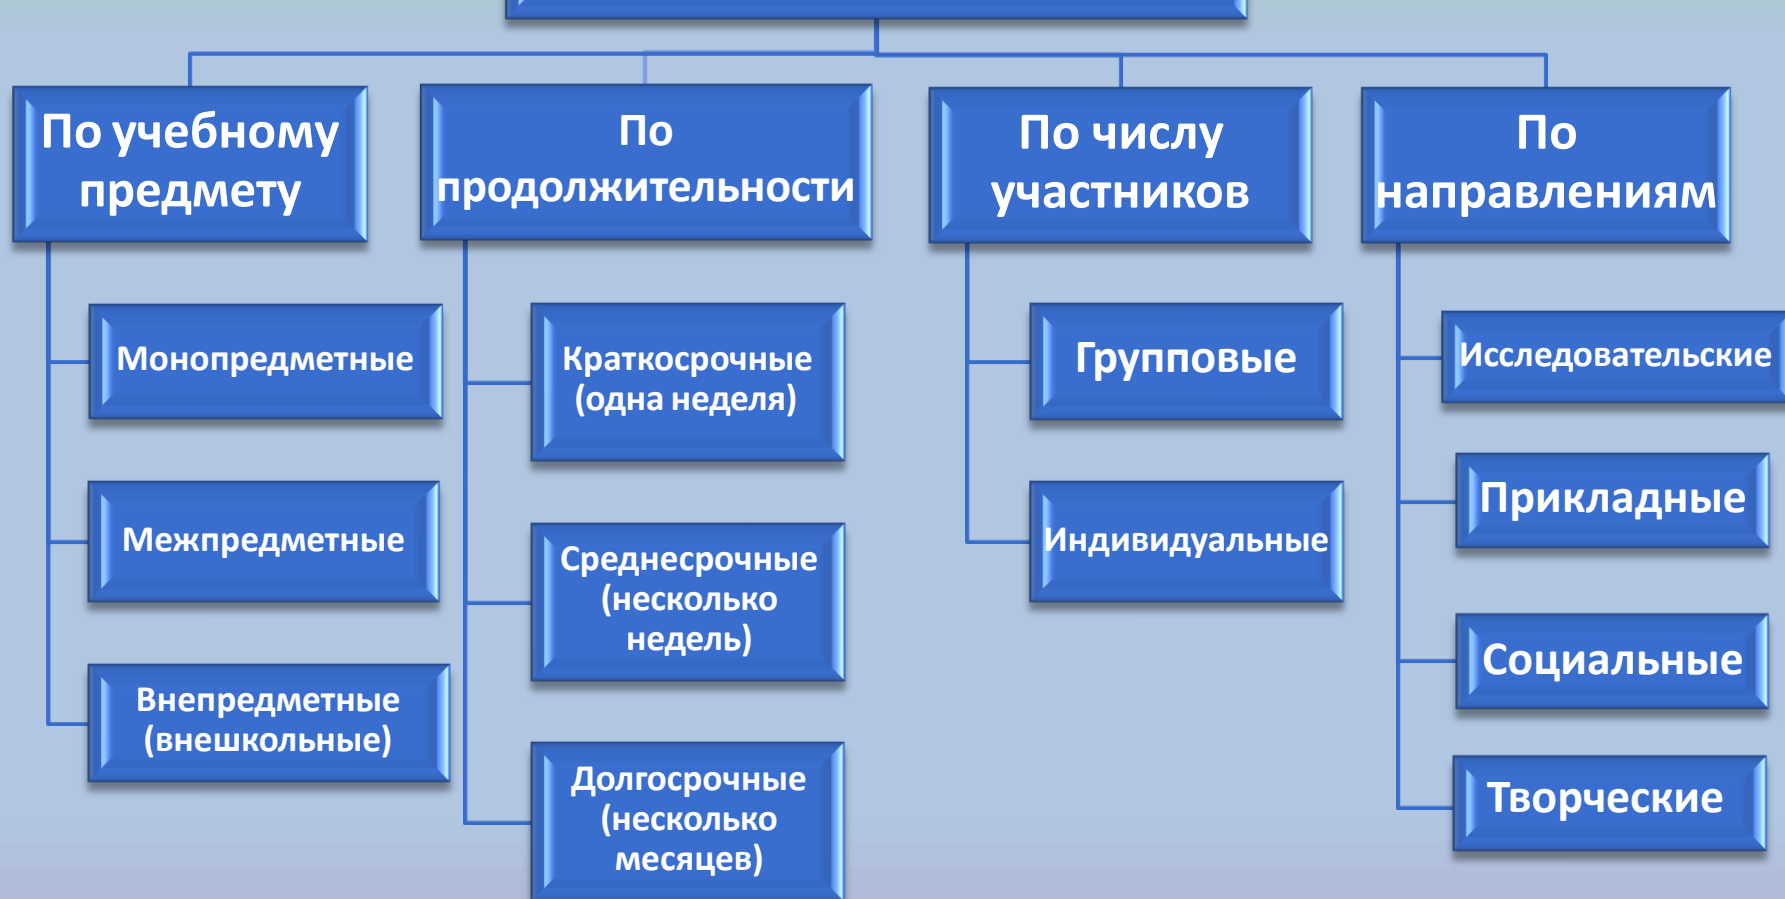 По учебному
предмету
Монопредметные
Межпредметные
Внепредметные
(внешкольные)
По
продолжительности
Краткосрочные
(одна неделя)
Среднесрочные
(несколько
недель)
Долгосрочные
(несколько
месяцев)
По числу
участников
Групповые
Индивидуальные
По
направлениям
Исследовательские
Прикладные
Социальные
Творческие